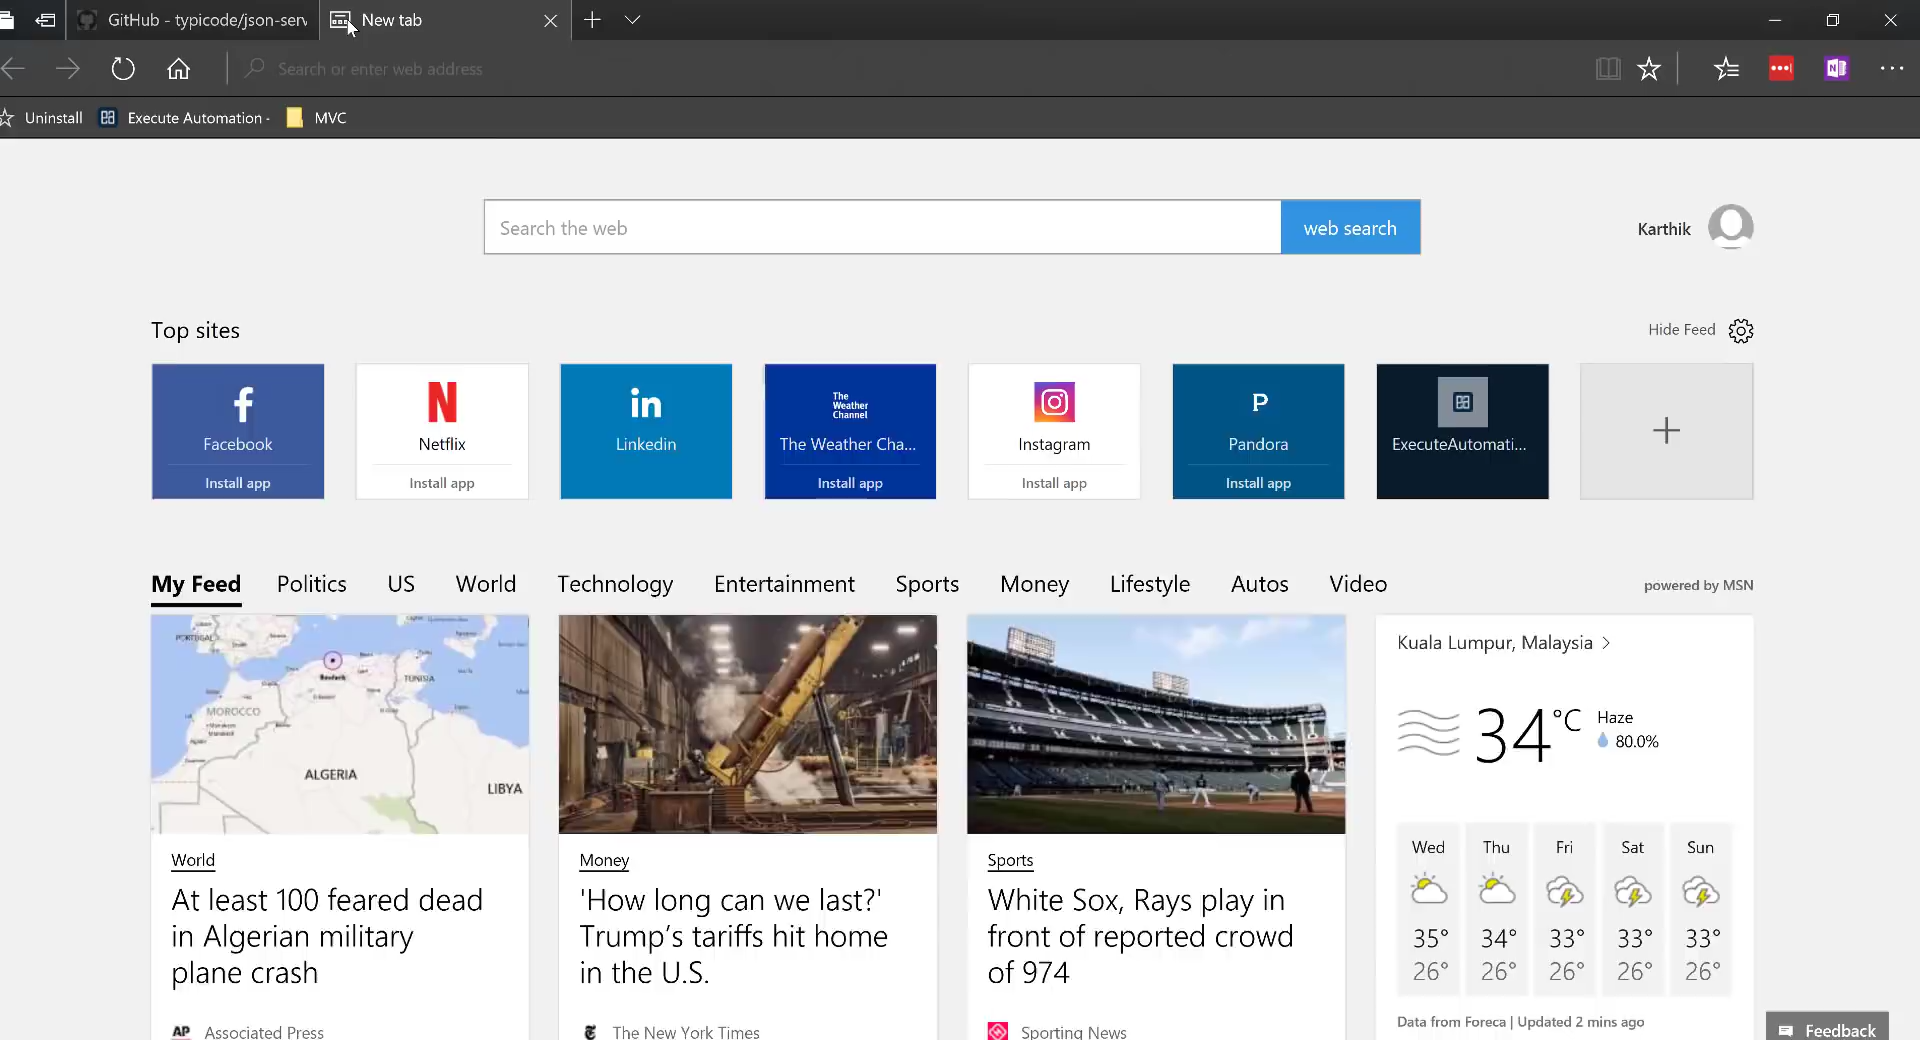 GitHub - typicode/json-serv
New tab
Search or enter web address
Uninstall
Execute Automation -
MVC
Search the web
web search
Karthik
Top sites
Hide Feed
Facebook
Install app
Netflix
Install app
in
Linkedin
The Weather Channel
The Weather Cha...
Install app
Instagram
Install app
P
Pandora
Install app
ExecuteAutomati...
My Feed
Politics
US
World
Technology
Entertainment
Sports
Money
Lifestyle
Autos
Video
powered by MSN
PORTUGAL
TUNISIA
MOROCCO
ALGERIA
LIBYA
World
At least 100 feared dead
in Algerian military
plane crash
AP Associated Press
Money
'How long can we last?'
Trump's tariffs hit home
in the U.S.
The New York Times
Sports
White Sox, Rays play in
front of reported crowd
of 974
Sporting News
Kuala Lumpur, Malaysia
34°C
Haze
80.0%
Wed Thu Fri Sat Sun
35° 34° 33° 33° 33°
26° 26° 26° 26° 26°
Data from Foreca | Updated 2 mins ago
Feedback